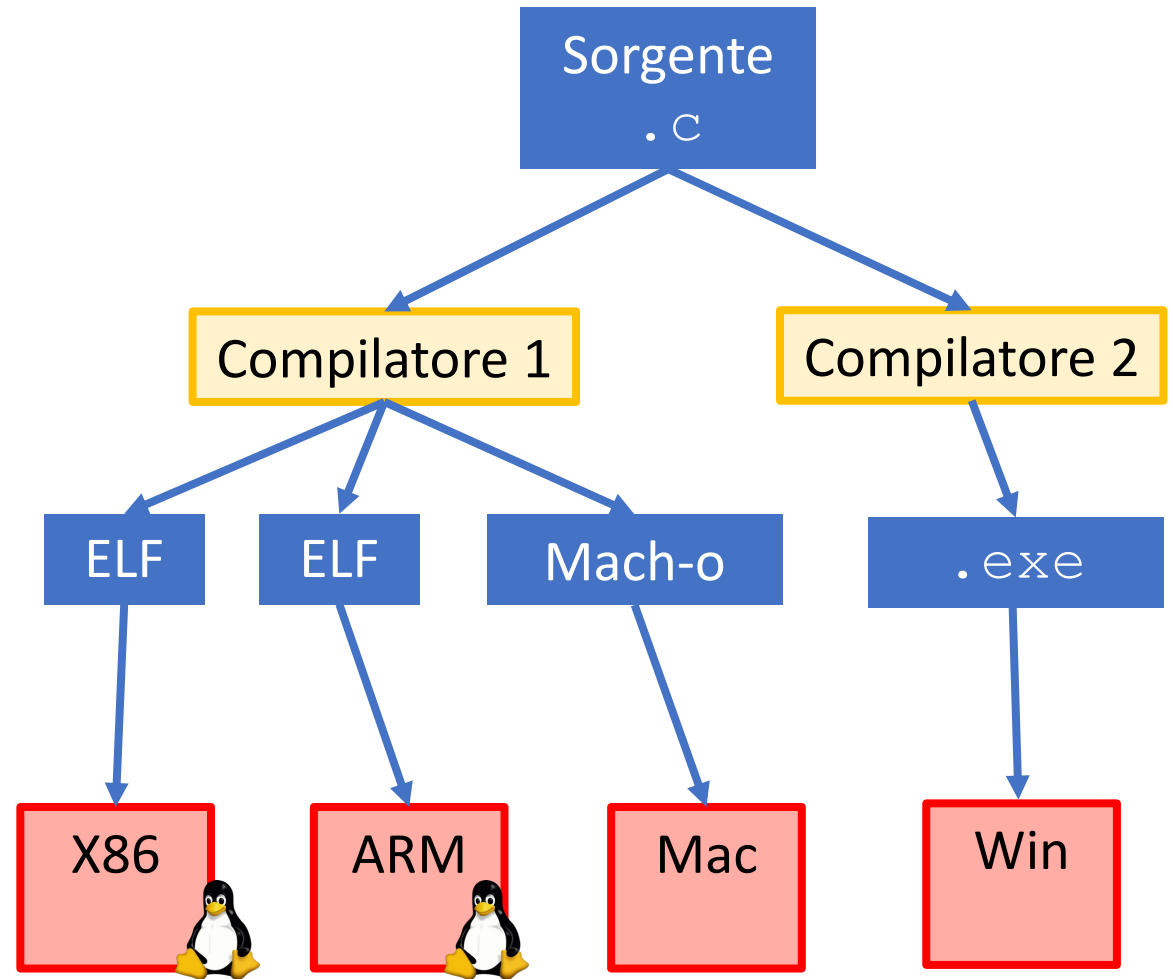 Sorgente
.c
Compilatore 1
Compilatore 2
ELF
ELF
Mach-o
.exe
X86
ARM
Mac
Win